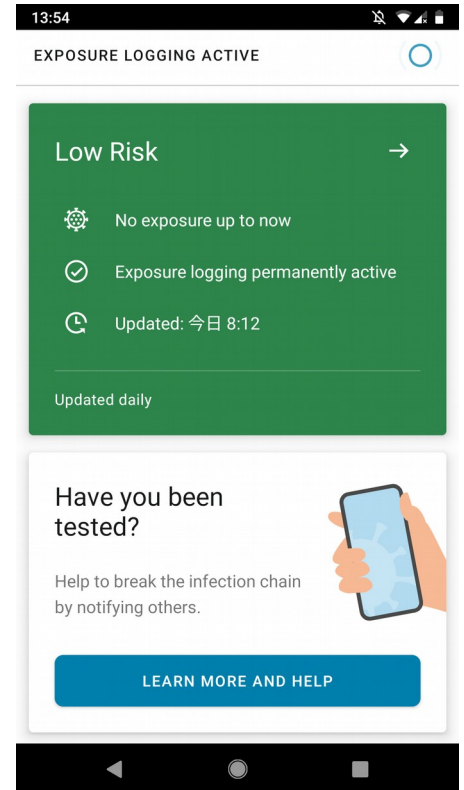 13:54
EXPOSURE LOGGING ACTIVE
Low Risk
No exposure up to now
Exposure logging permanently active
Updated: 今日 8:12
Updated daily
Have you been
tested?
Help to break the infection chain
by notifying others.
LEARN MORE AND HELP